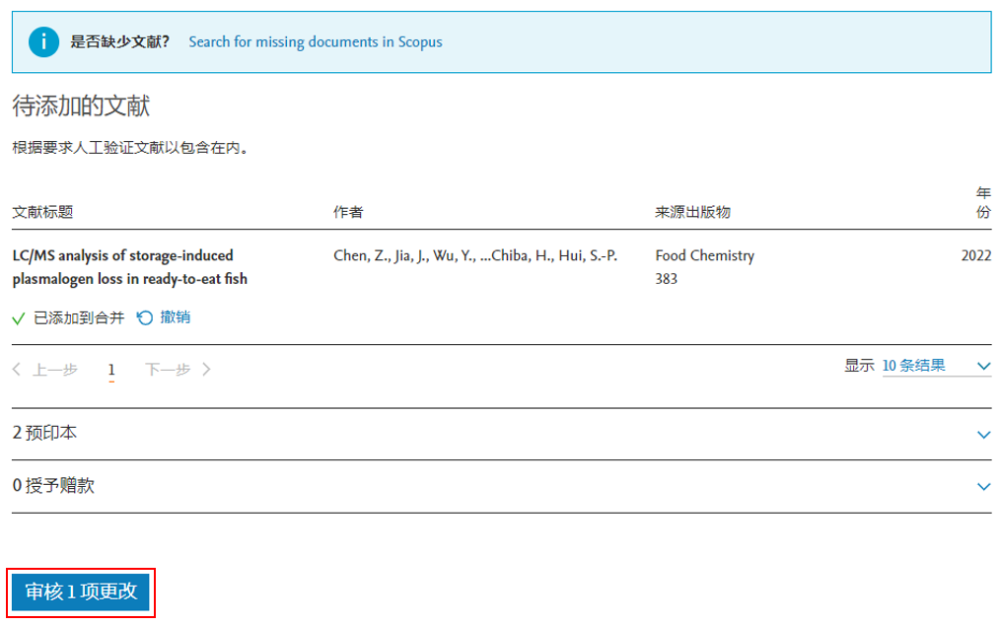 是否缺少文献? Search for missing documents in Scopus
待添加的文献
根据要求人工验证文献以包含在内。
文献标题 作者 来源出版物 年份
LC/MS analysis of storage-induced Chen, Z., Jia, J., Wu, Y., ...Chiba, H., Hui, S.-P. Food Chemistry 2022
plasmalogen loss in ready-to-eat fish 383
已添加到合并 撤销
上一步 1 下一步 显示 10 条结果
2 预印本
0 授予赠款
审核 1 项更改